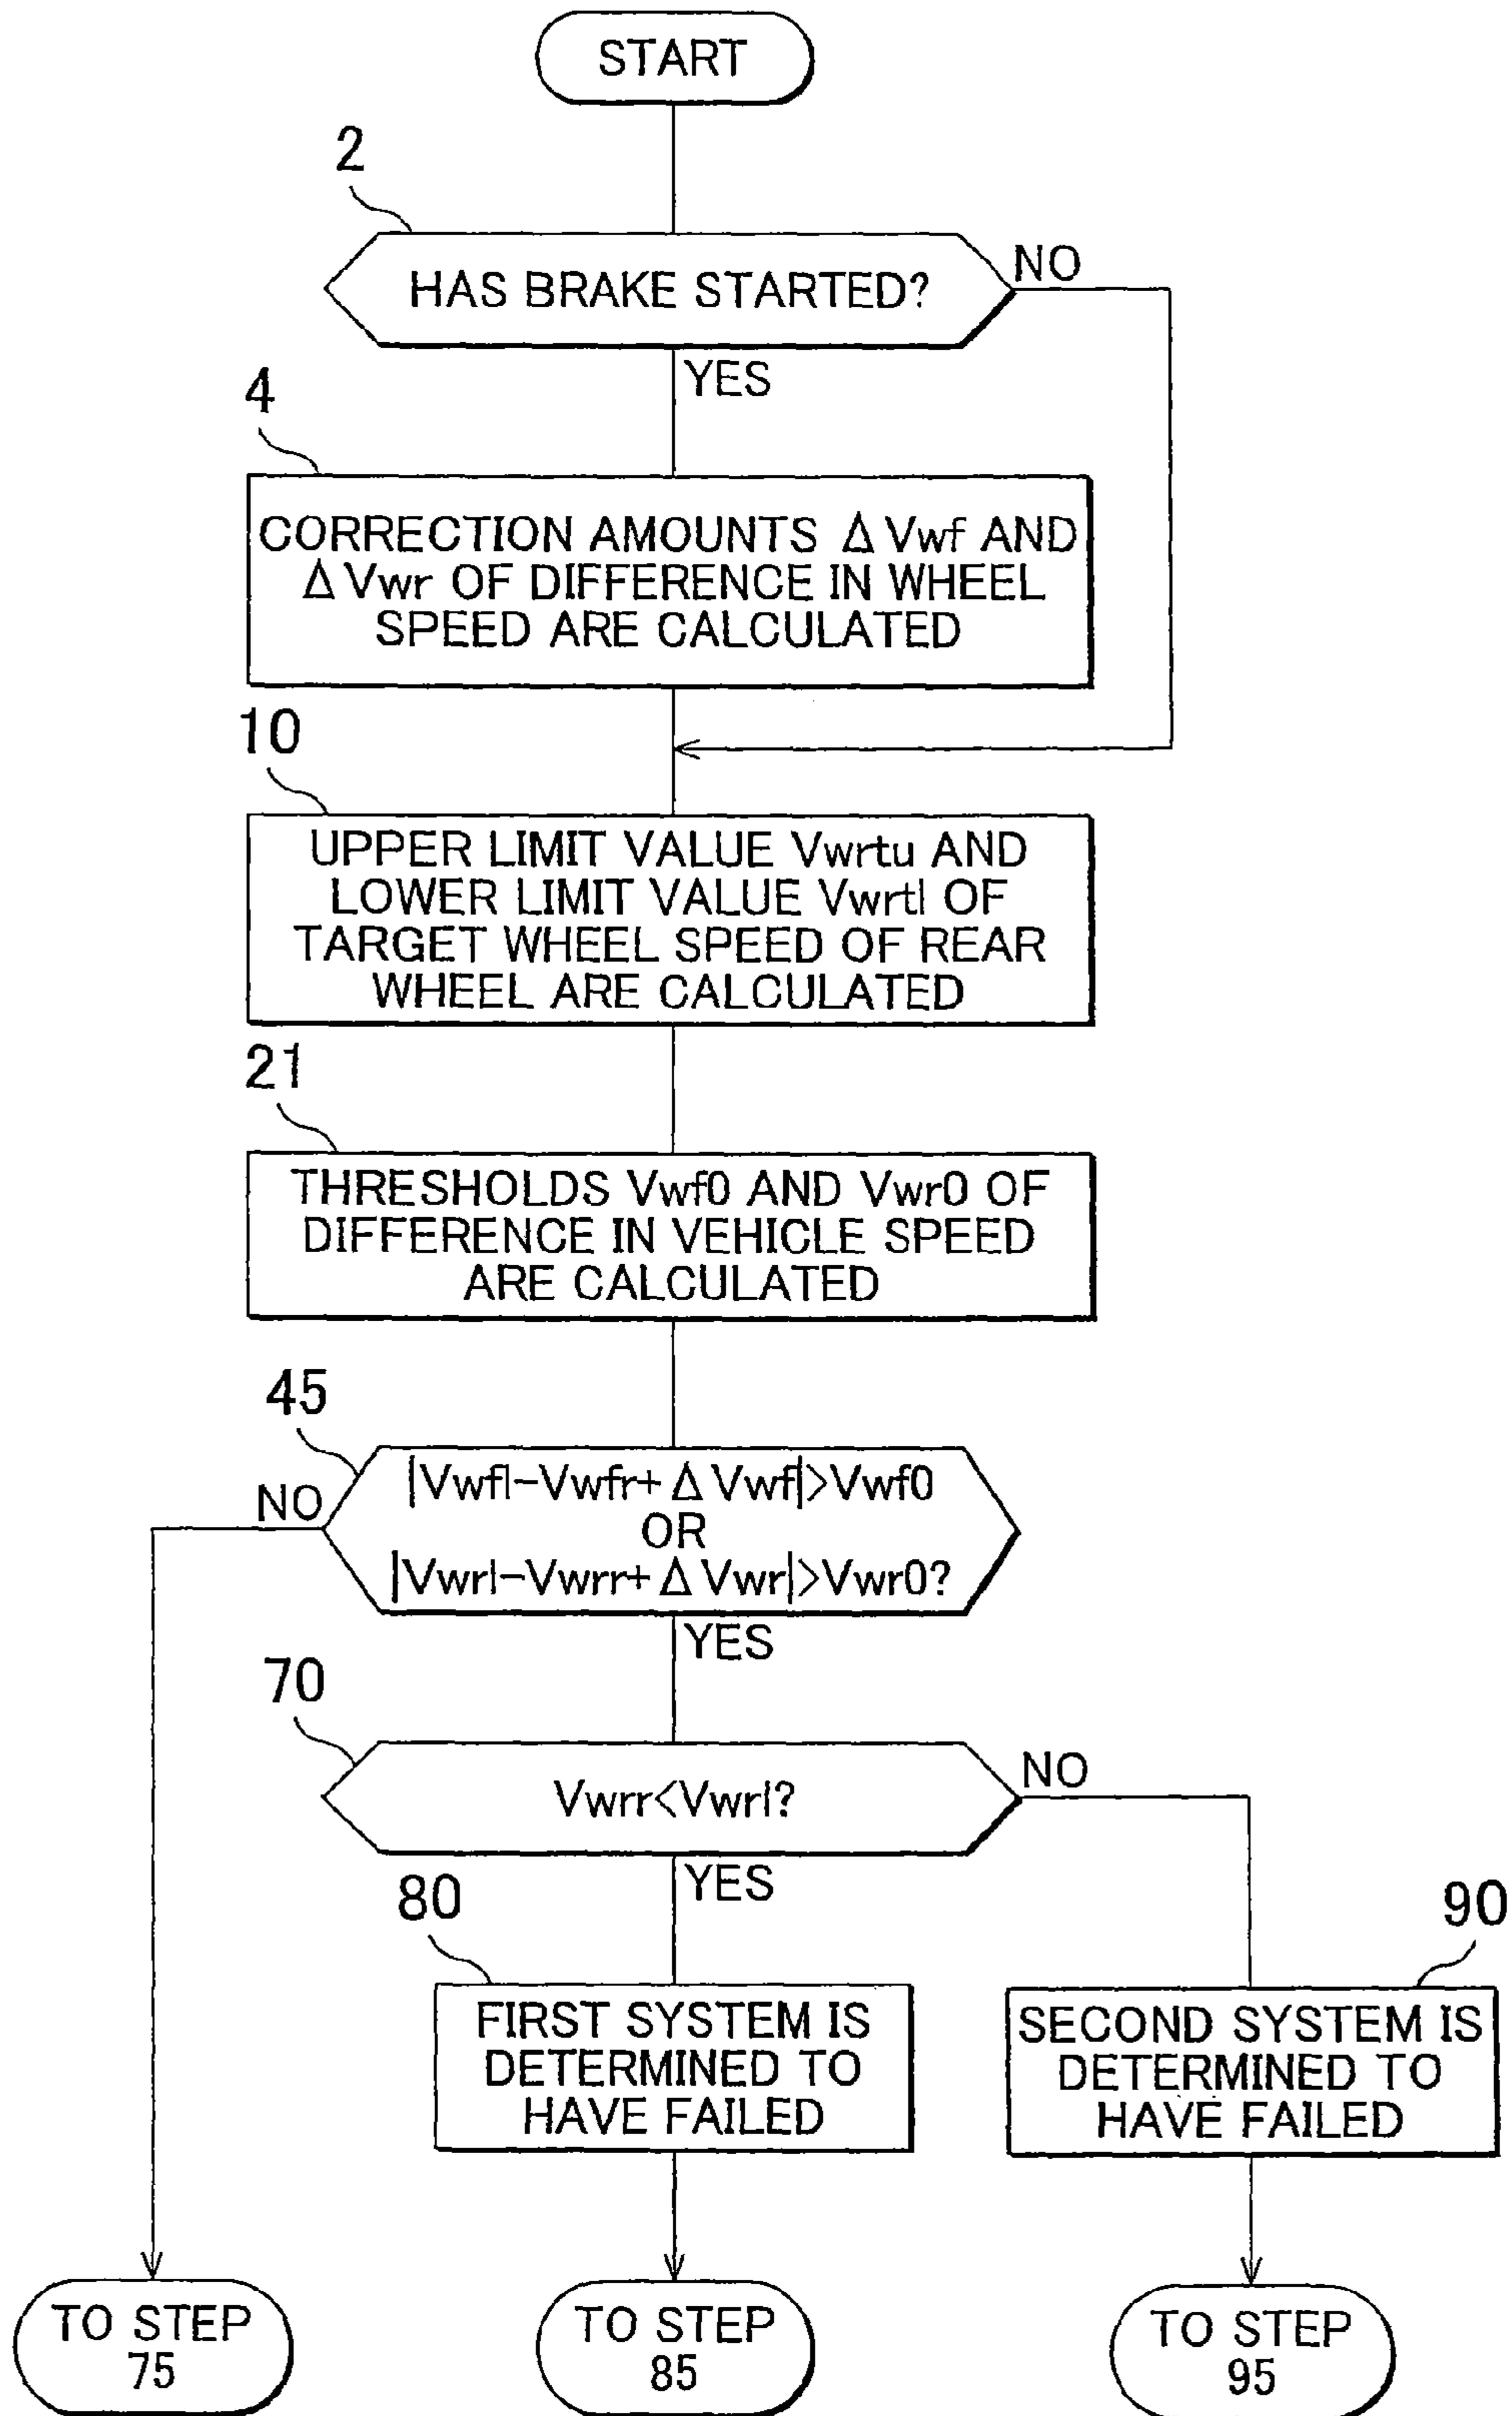 START
2
HAS BRAKE STARTED?
NO
YES
4
CORRECTION AMOUNTS ΔVwf AND
ΔVwr OF DIFFERENCE IN WHEEL
SPEED ARE CALCULATED
10
UPPER LIMIT VALUE Vwrtu AND
LOWER LIMIT VALUE Vwrtl OF
TARGET WHEEL SPEED OF REAR
WHEEL ARE CALCULATED
21
THRESHOLDS Vwf0 AND Vwr0 OF
DIFFERENCE IN VEHICLE SPEED
ARE CALCULATED
45
NO
|Vwfl-Vwfr+ΔVwf|>Vwf0
OR
|Vwrl-Vwrr+ΔVwr|>Vwr0?
YES
70
Vwrr<Vwrl?
NO
YES
80
FIRST SYSTEM IS
DETERMINED TO
HAVE FAILED
90
SECOND SYSTEM IS
DETERMINED TO
HAVE FAILED
TO STEP
75
TO STEP
85
TO STEP
95